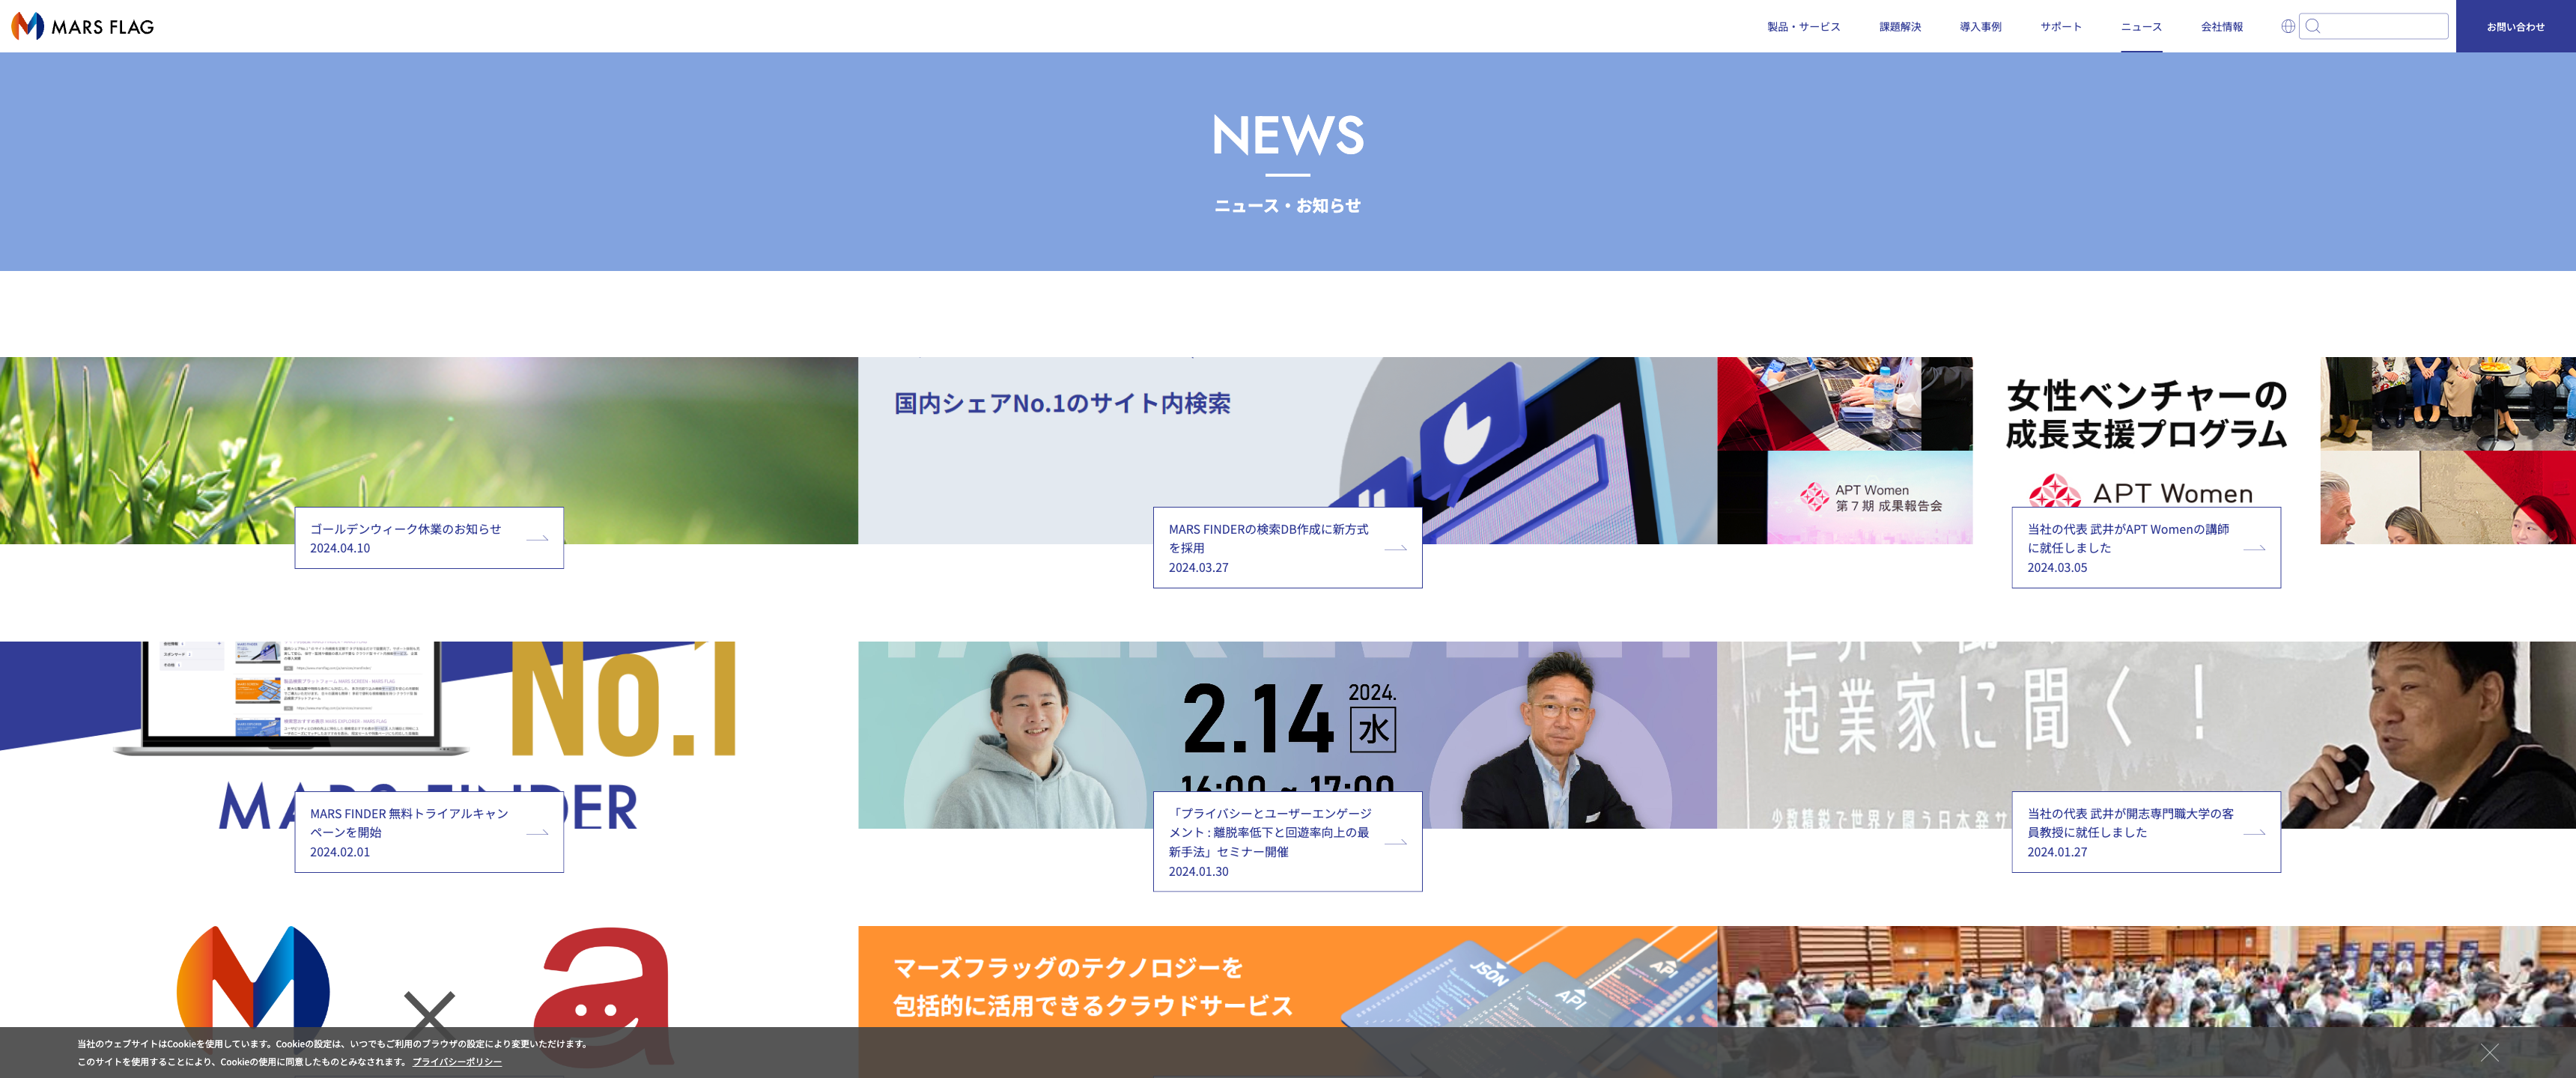 MARS FLAG
製品・サービス
課題解決
導入事例
サポート
ニュース
会社情報
お問い合わせ
NEWS
ニュース・お知らせ
国内シェアNo.1のサイト内検索
女性ベンチャーの
成長支援プログラム
APT Women
APT Women
第7期 成果報告会
ゴールデンウィーク休業のお知らせ
2024.04.10
MARS FINDERの検索DB作成に新方式
を採用
2024.03.27
当社の代表 武井がAPT Womenの講師
に就任しました
2024.03.05
No.1
MARS FINDER
2.14
2024.
水
16:00 ~ 17:00
起業家に聞く！
少数精鋭で世界と闘う日本発サ
MARS FINDER 無料トライアルキャン
ペーンを開始
2024.02.01
「プライバシーとユーザーエンゲージ
メント : 離脱率低下と回遊率向上の最
新手法」セミナー開催
2024.01.30
当社の代表 武井が開志専門職大学の客
員教授に就任しました
2024.01.27
マーズフラッグのテクノロジーを
包括的に活用できるクラウドサービス
JSON
API
API
当社のウェブサイトはCookieを使用しています。Cookieの設定は、いつでもご利用のブラウザの設定により変更いただけます。
このサイトを使用することにより、Cookieの使用に同意したものとみなされます。 プライバシーポリシー